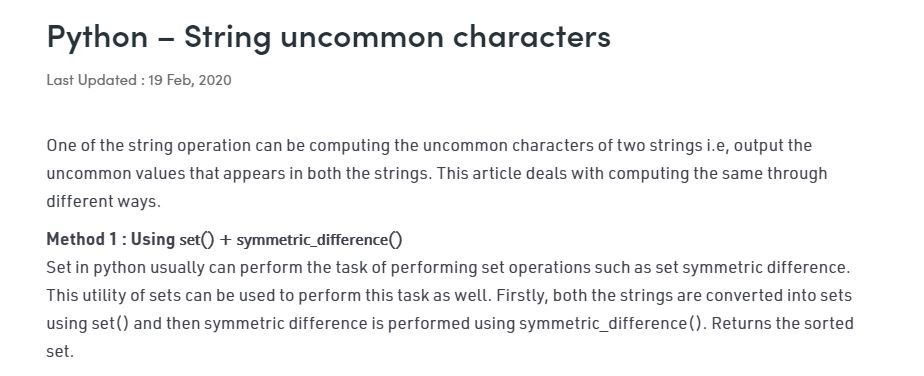 Python – String uncommon characters
Last Updated : 19 Feb, 2020
One of the string operation can be computing the uncommon characters of two strings i.e, output the
uncommon values that appears in both the strings. This article deals with computing the same through
different ways.
Method 1 : Using set() + symmetric_difference()
Set in python usually can perform the task of performing set operations such as set symmetric difference.
This utility of sets can be used to perform this task as well. Firstly, both the strings are converted into sets
using set() and then symmetric difference is performed using symmetric_difference(). Returns the sorted
set.